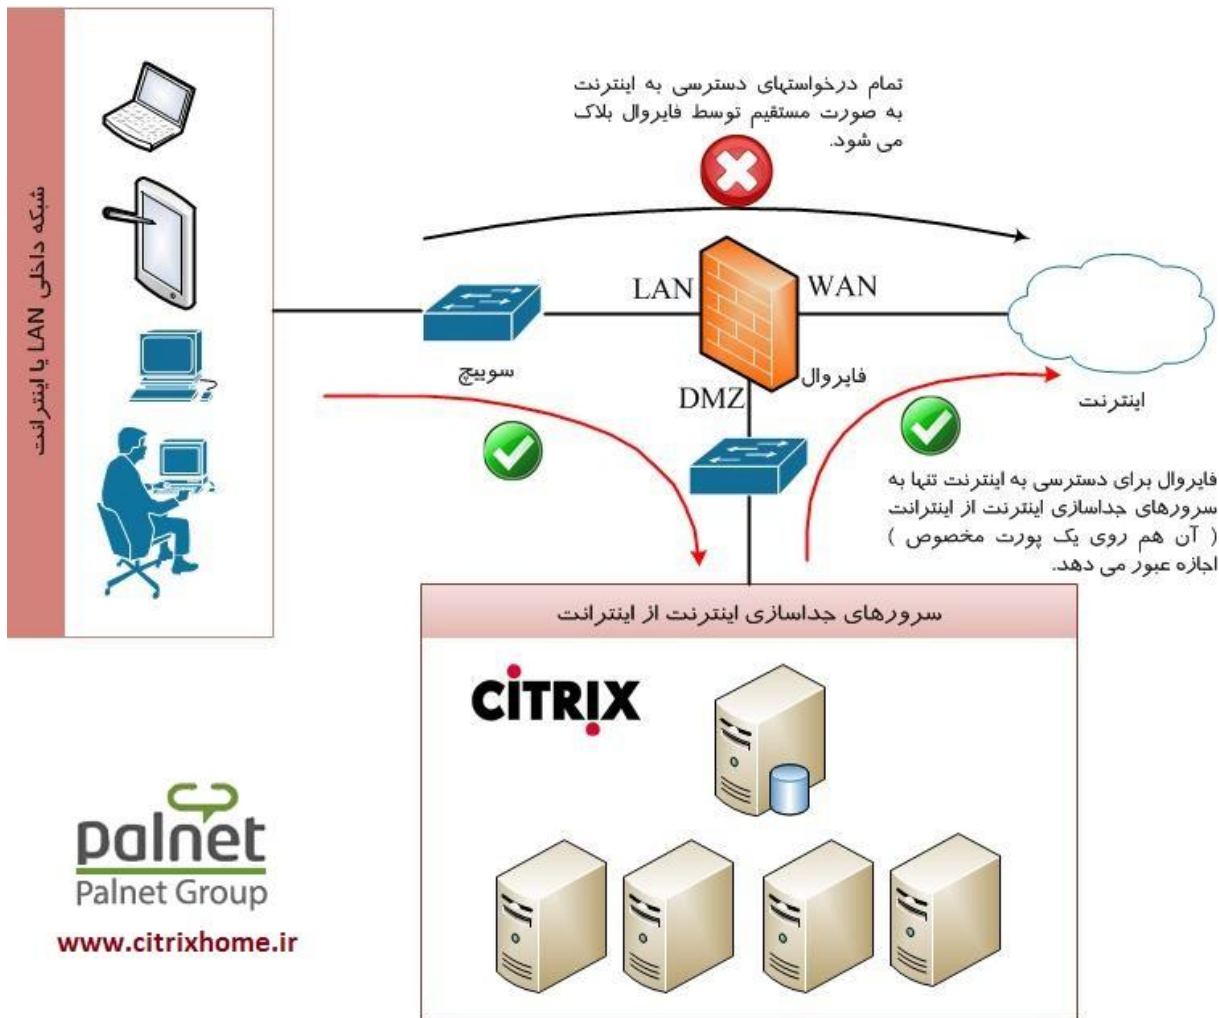 تمام درخواستهای دسترسی به اینترنت
به صورت مستقیم توسط فایروال بلاک
می شود.
شبکه داخلی LAN یا اینترانت
LAN
WAN
سوییچ
فایروال
DMZ
اینترنت
فایروال برای دسترسی به اینترنت تنها به
سرورهای جداسازی اینترنت از اینترانت
( آن هم روی یک پورت مخصوص )
اجازه عبور می دهد.
سرورهای جداسازی اینترنت از اینترانت
CiTRIX
palnet
Palnet Group
www.citrixhome.ir